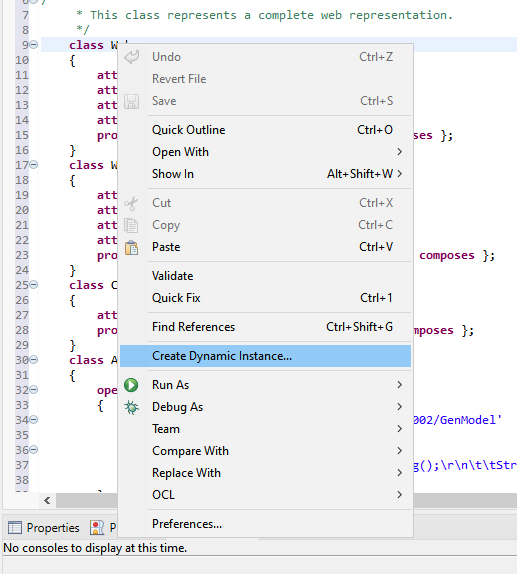 6 /
7 * This class represents a complete web representation.
8 */
9 class W
10 {
11 att
12 att
13 att
14 att
15 pro ses };
16 }
17 class W
18 {
19 att
20 att
21 att
22 att
23 pro composes };
24 }
25 class C
26 {
27 att
28 pro mposes };
29 }
30 class A
31 {
32 ope
33 {
34 002/GenModel'
35
36
37 g();\r\n\t\tStr
38
Undo Ctrl+Z
Revert File
Save Ctrl+S
Quick Outline Ctrl+O
Open With
Show In Alt+Shift+W
Cut Ctrl+X
Copy Ctrl+C
Paste Ctrl+V
Validate
Quick Fix Ctrl+1
Find References Ctrl+Shift+G
Create Dynamic Instance...
Run As
Debug As
Team
Compare With
Replace With
OCL
Preferences...
Properties P
No consoles to display at this time.